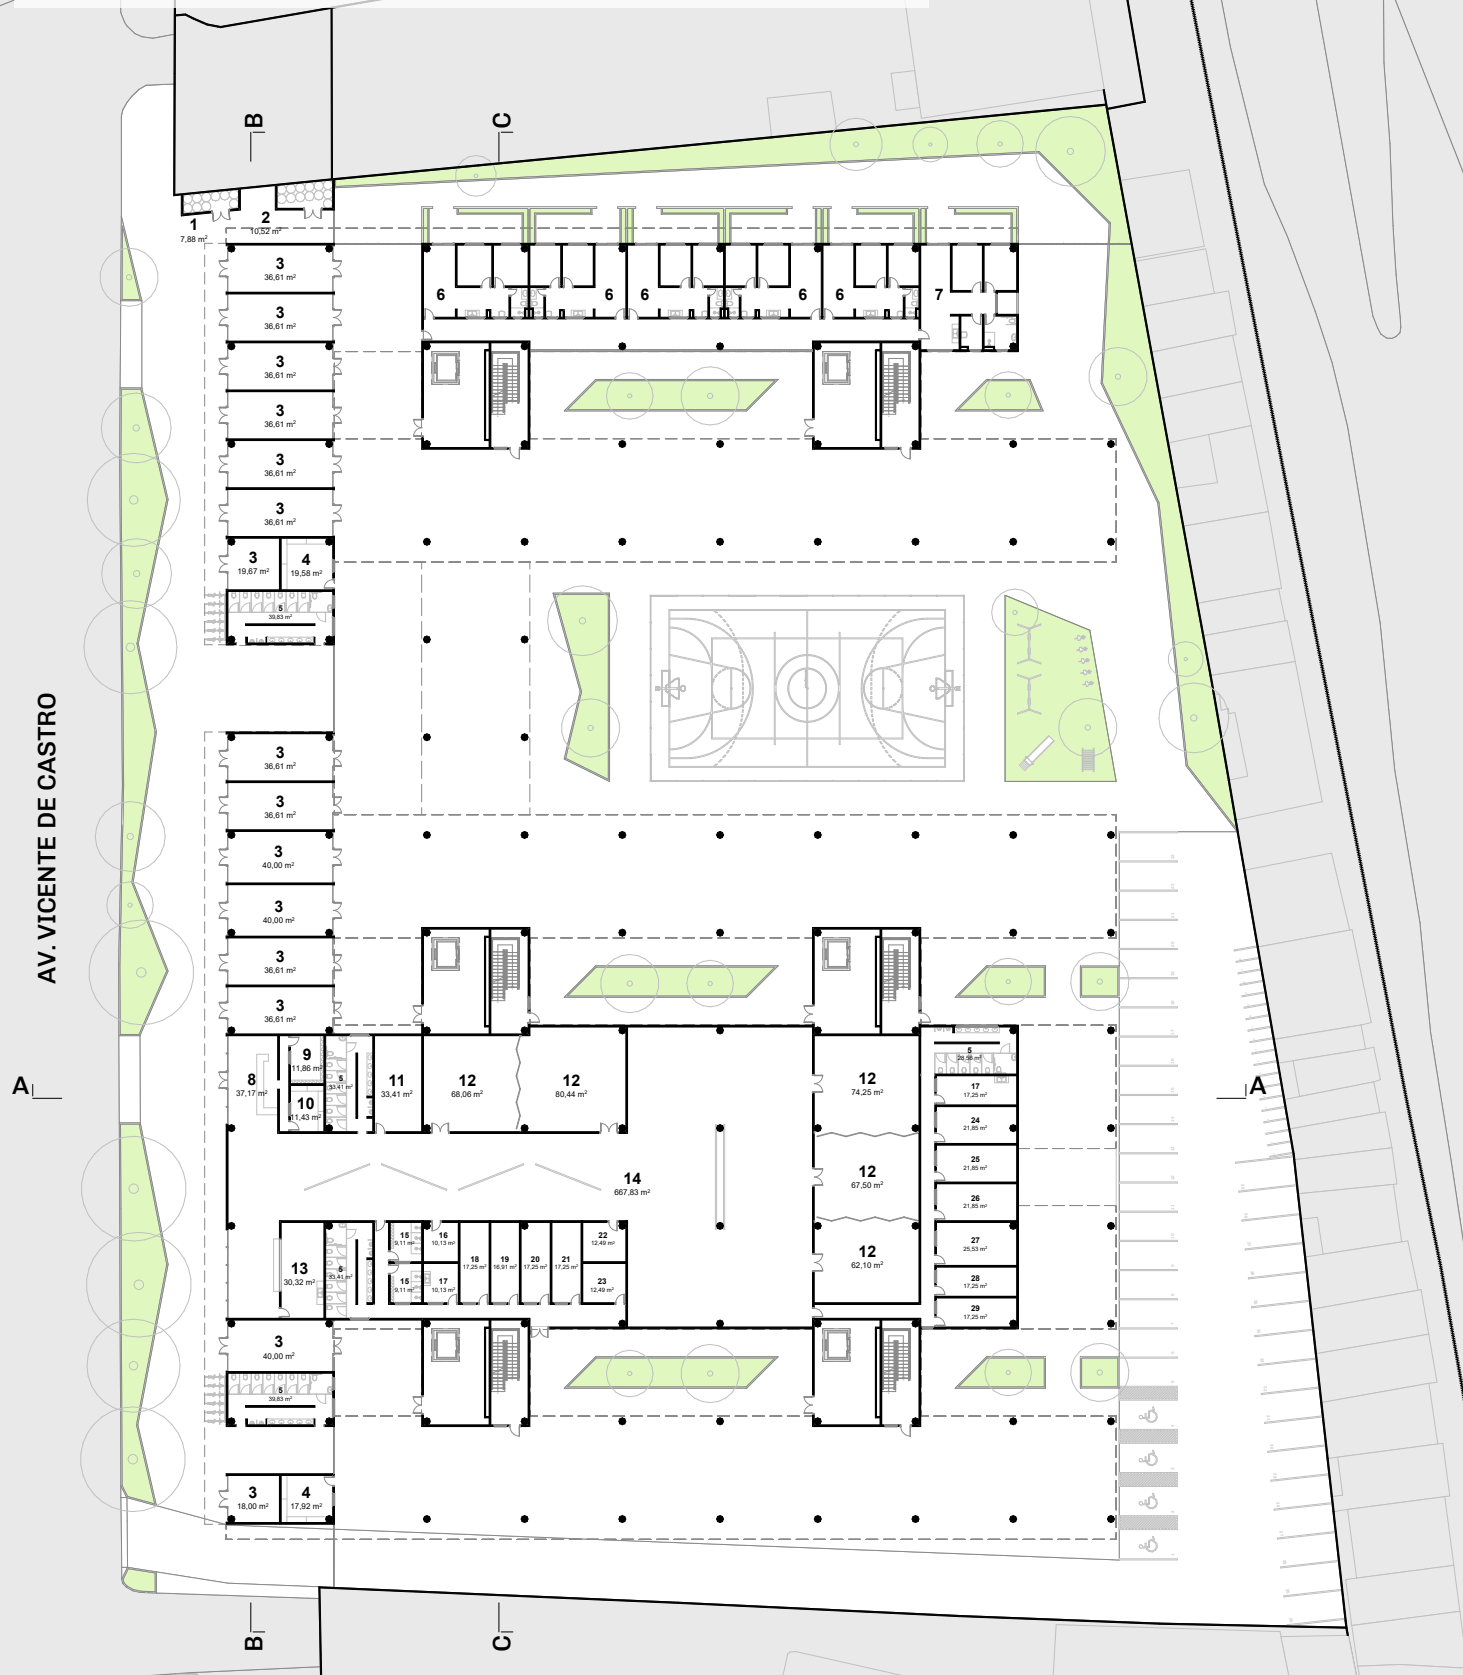 B
C
1
7,88 m²
2
10,52 m²
3
36,61 m²
3
36,61 m²
3
36,61 m²
3
36,61 m²
3
36,61 m²
3
36,61 m²
3
19,67 m²
4
19,58 m²
5
39,83 m²
6
6
6
6
6
7
AV. VICENTE DE CASTRO
3
36,61 m²
3
36,61 m²
3
40,00 m²
3
40,00 m²
3
36,61 m²
3
36,61 m²
A
A
8
37,17 m²
9
11,86 m²
10
11,43 m²
5
33,41 m²
11
33,41 m²
12
68,06 m²
12
80,44 m²
12
74,25 m²
12
67,50 m²
12
62,10 m²
5
17
17,25 m²
24
21,85 m²
25
21,85 m²
26
21,85 m²
27
25,53 m²
28
17,25 m²
29
17,25 m²
14
667,83 m²
13
30,32 m²
5
33,41 m²
15
9,11 m²
16
10,13 m²
15
9,11 m²
17
10,13 m²
18
17,25 m²
19
16,91 m²
20
17,25 m²
21
17,25 m²
22
12,49 m²
23
12,49 m²
3
40,00 m²
5
39,83 m²
3
18,00 m²
4
17,92 m²
B
C